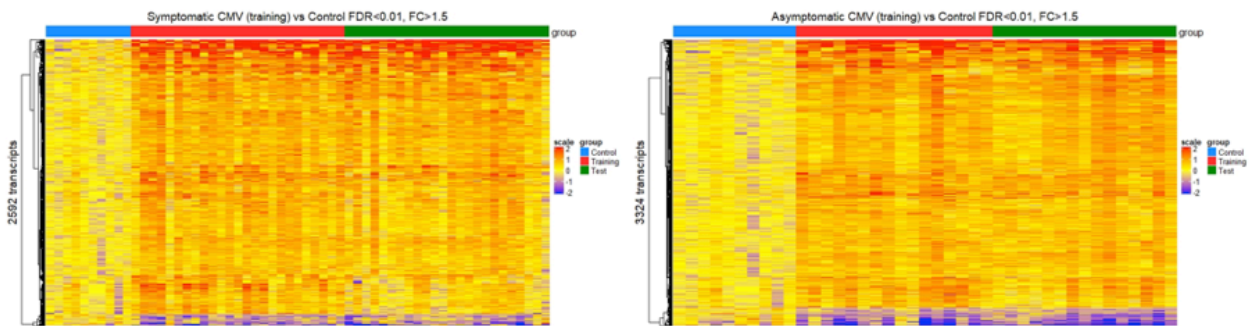 Symptomatic CMV (training) vs Control FDR<0.01, FC>1.5
group
2592 transcripts
scale group
2 Control
1 Training
0 Test
-1
-2
Asymptomatic CMV (training) vs Control FDR<0.01, FC>1.5
group
3324 transcripts
scale group
2 Control
1 Training
0 Test
-1
-2